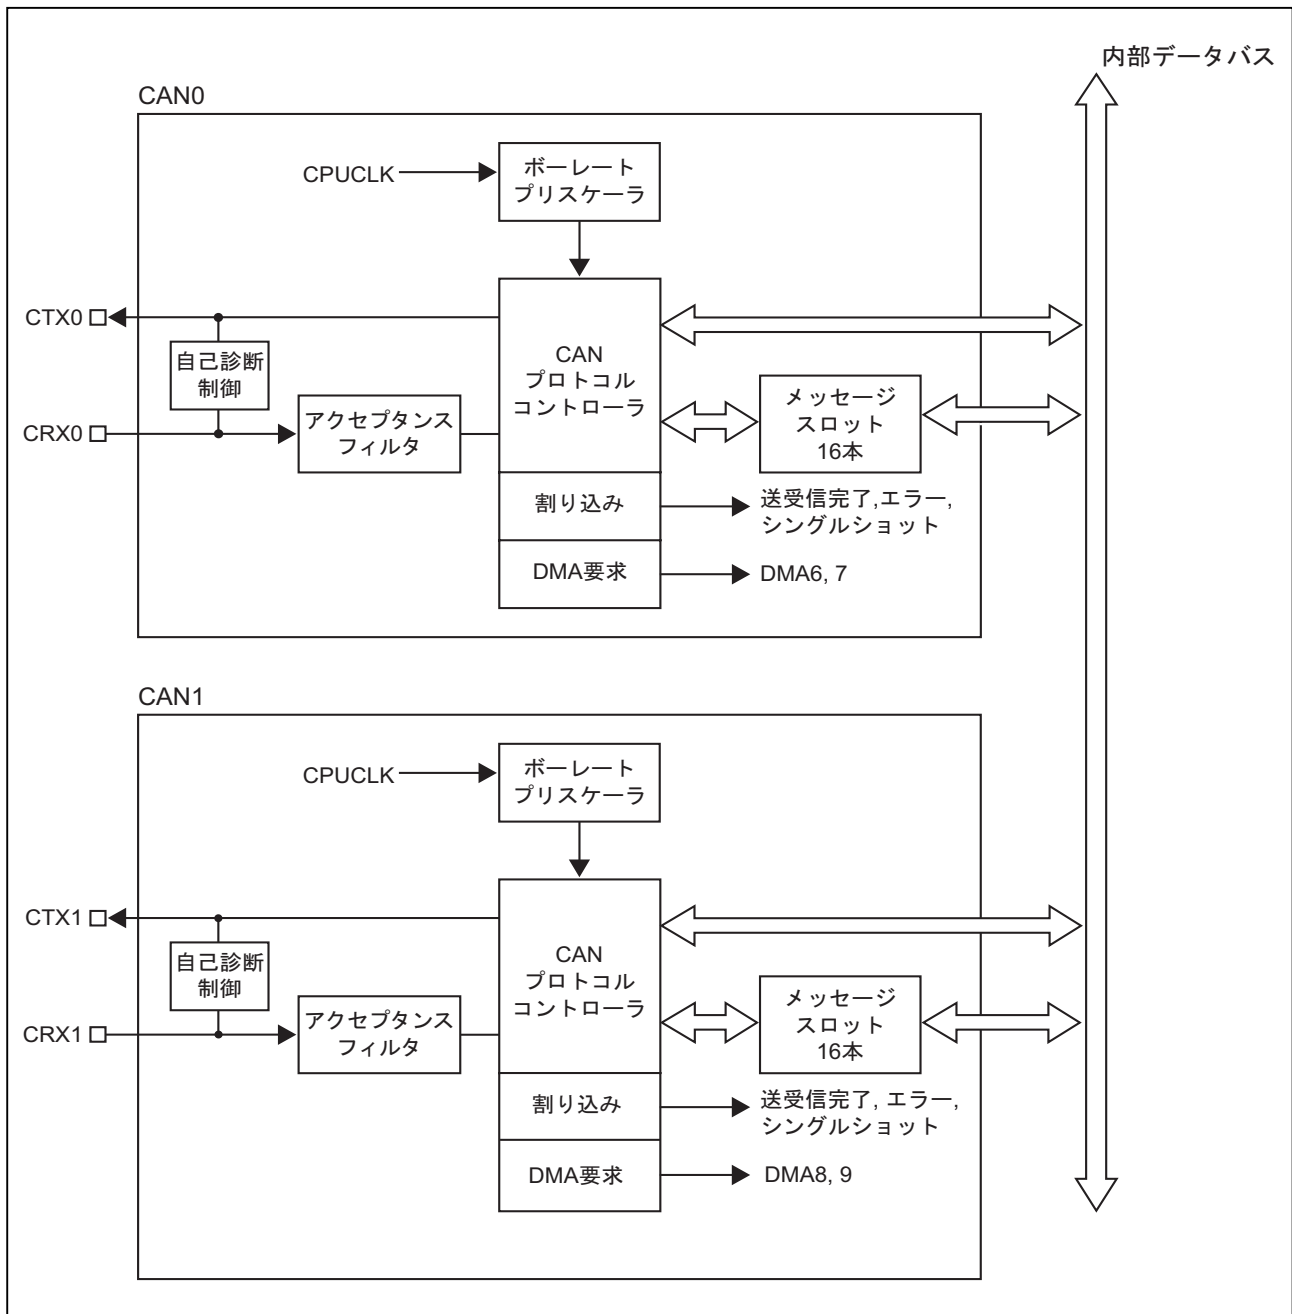 内部データバス
CAN0
CPUCLK
ボーレート
プリスケーラ
CTX0
自己診断
制御
CRX0
アクセプタンス
フィルタ
CAN
プロトコル
コントローラ
メッセージ
スロット
16本
割り込み
送受信完了,エラー,
シングルショット
DMA要求
DMA6, 7
CAN1
CPUCLK
ボーレート
プリスケーラ
CTX1
自己診断
制御
CRX1
アクセプタンス
フィルタ
CAN
プロトコル
コントローラ
メッセージ
スロット
16本
割り込み
送受信完了, エラー,
シングルショット
DMA要求
DMA8, 9